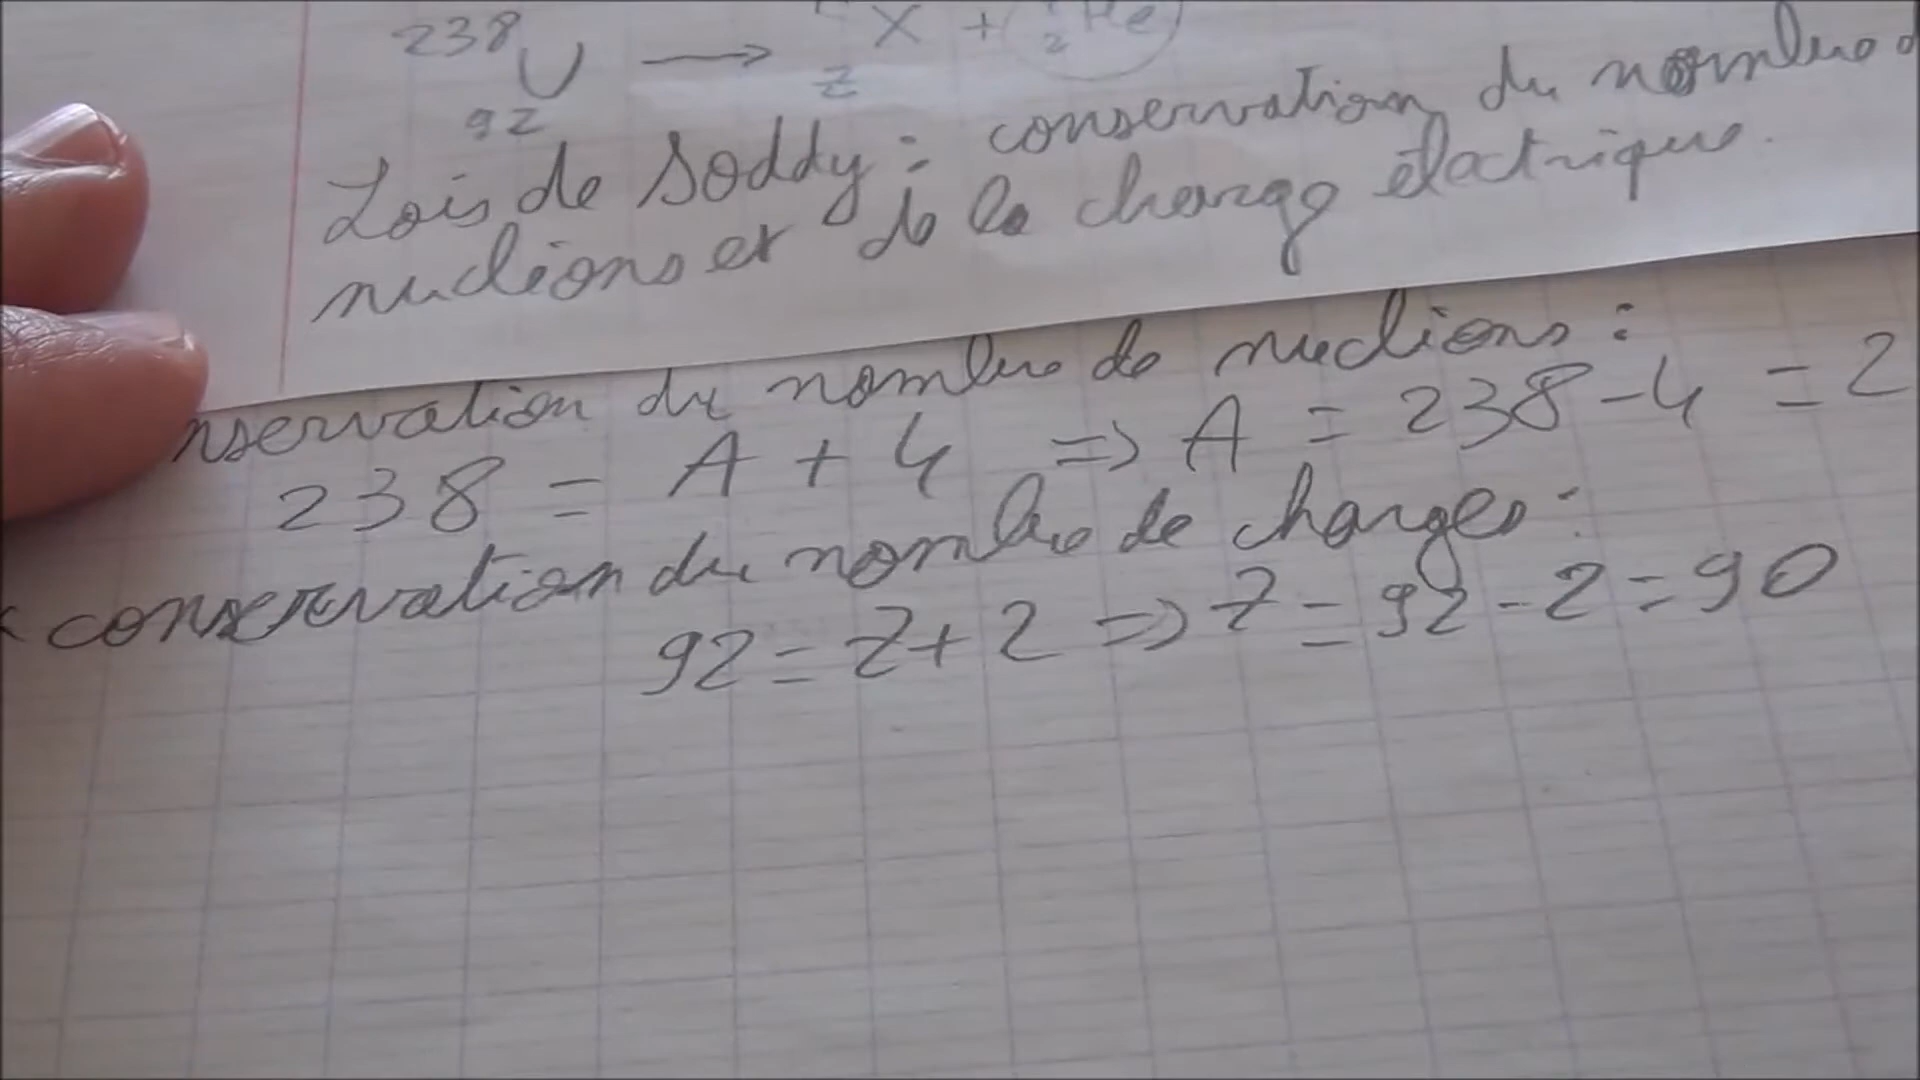 238
92 U → Z X + 2 He
Lois de Soddy : conservation du nombre d
nucléons et de la charge électrique.
nservation du nombre de nucléons :
238 = A + 4 => A = 238 - 4 = 2
conservation du nombre de charges :
92 = Z + 2 => Z = 92 - 2 = 90